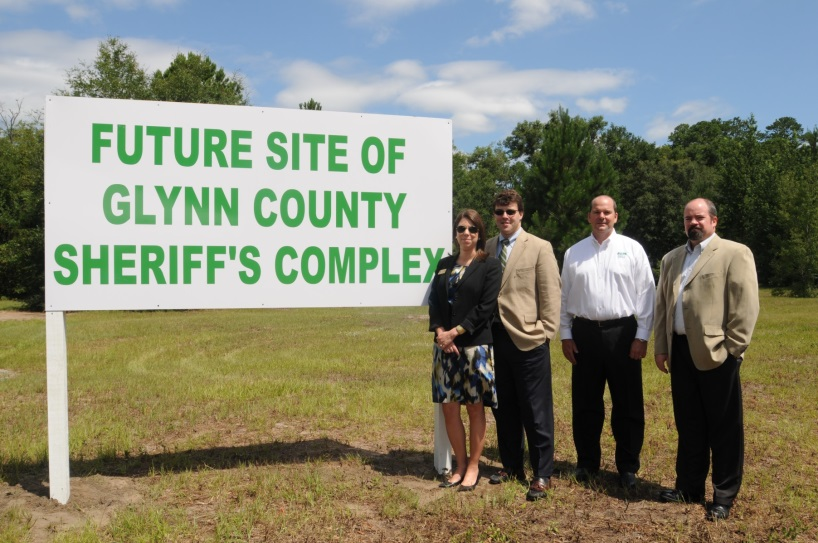 FUTURE SITE OF
GLYNN COUNTY
SHERIFF'S COMPLEX